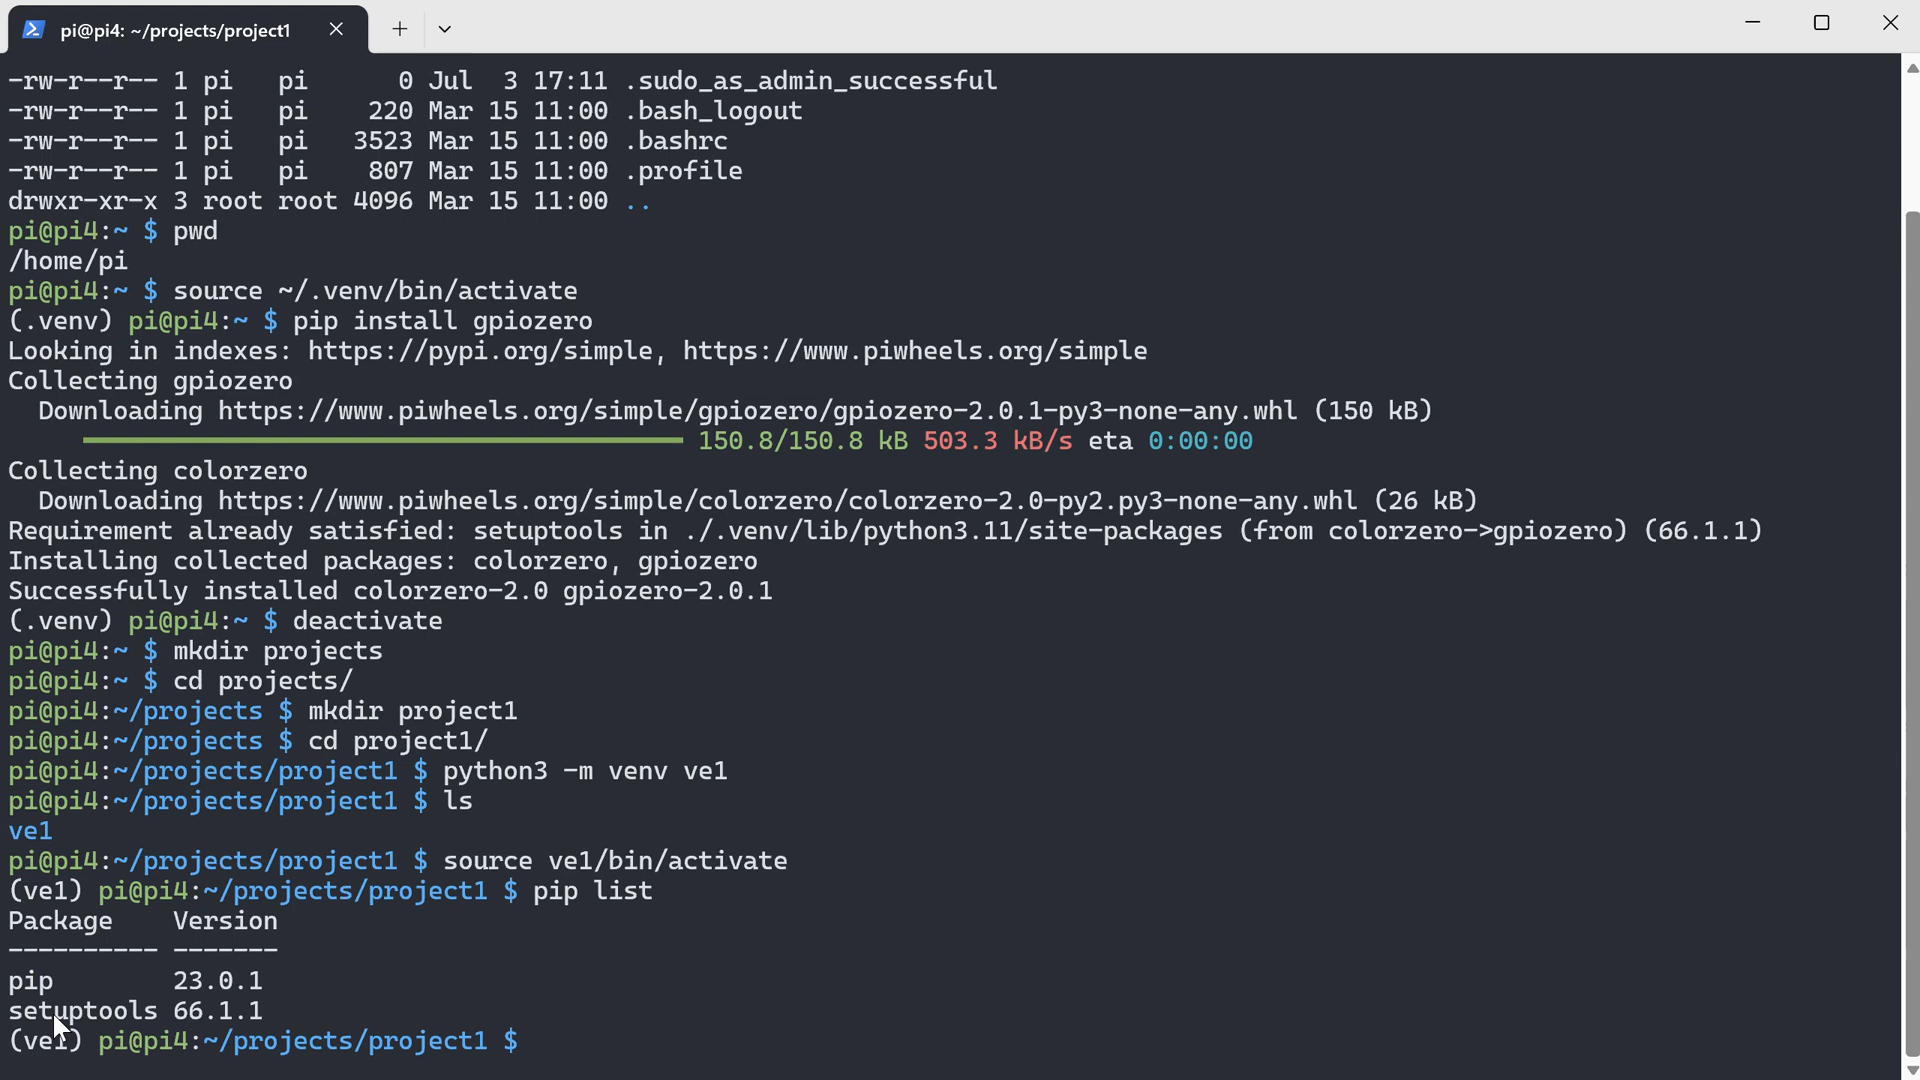 pi@pi4: ~/projects/project1
-rw-r--r-- 1 pi   pi      0 Jul  3 17:11 .sudo_as_admin_successful
-rw-r--r-- 1 pi   pi    220 Mar 15 11:00 .bash_logout
-rw-r--r-- 1 pi   pi   3523 Mar 15 11:00 .bashrc
-rw-r--r-- 1 pi   pi    807 Mar 15 11:00 .profile
drwxr-xr-x 3 root root 4096 Mar 15 11:00 ..
pi@pi4:~ $ pwd
/home/pi
pi@pi4:~ $ source ~/.venv/bin/activate
(.venv) pi@pi4:~ $ pip install gpiozero
Looking in indexes: https://pypi.org/simple, https://www.piwheels.org/simple
Collecting gpiozero
  Downloading https://www.piwheels.org/simple/gpiozero/gpiozero-2.0.1-py3-none-any.whl (150 kB)
150.8/150.8 kB 503.3 kB/s eta 0:00:00
Collecting colorzero
  Downloading https://www.piwheels.org/simple/colorzero/colorzero-2.0-py2.py3-none-any.whl (26 kB)
Requirement already satisfied: setuptools in ./.venv/lib/python3.11/site-packages (from colorzero->gpiozero) (66.1.1)
Installing collected packages: colorzero, gpiozero
Successfully installed colorzero-2.0 gpiozero-2.0.1
(.venv) pi@pi4:~ $ deactivate
pi@pi4:~ $ mkdir projects
pi@pi4:~ $ cd projects/
pi@pi4:~/projects $ mkdir project1
pi@pi4:~/projects $ cd project1/
pi@pi4:~/projects/project1 $ python3 -m venv ve1
pi@pi4:~/projects/project1 $ ls
ve1
pi@pi4:~/projects/project1 $ source ve1/bin/activate
(ve1) pi@pi4:~/projects/project1 $ pip list
Package    Version
---------- -------
pip        23.0.1
setuptools 66.1.1
(ve1) pi@pi4:~/projects/project1 $